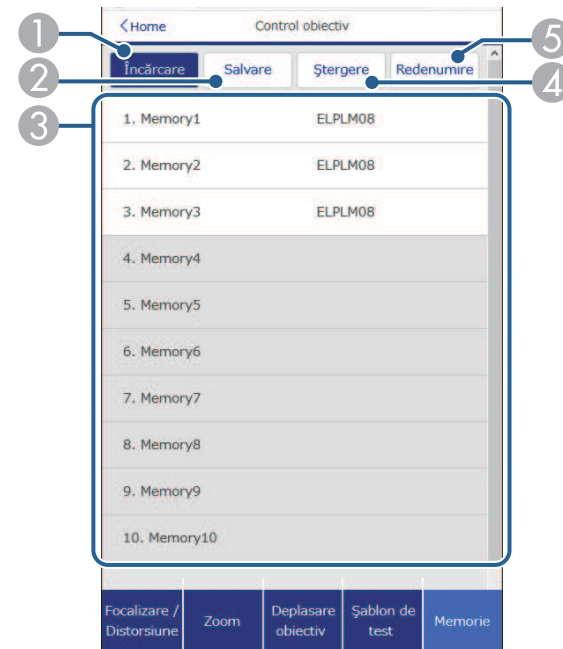 <Home Control obiectiv
1 5
Încărcare Salvare Ştergere Redenumire
2 4
3
1. Memory1 ELPLM08
2. Memory2 ELPLM08
3. Memory3 ELPLM08
4. Memory4
5. Memory5
6. Memory6
7. Memory7
8. Memory8
9. Memory9
10. Memory10
Focalizare / Distorsiune
Zoom
Deplasare obiectiv
Şablon de test
Memorie